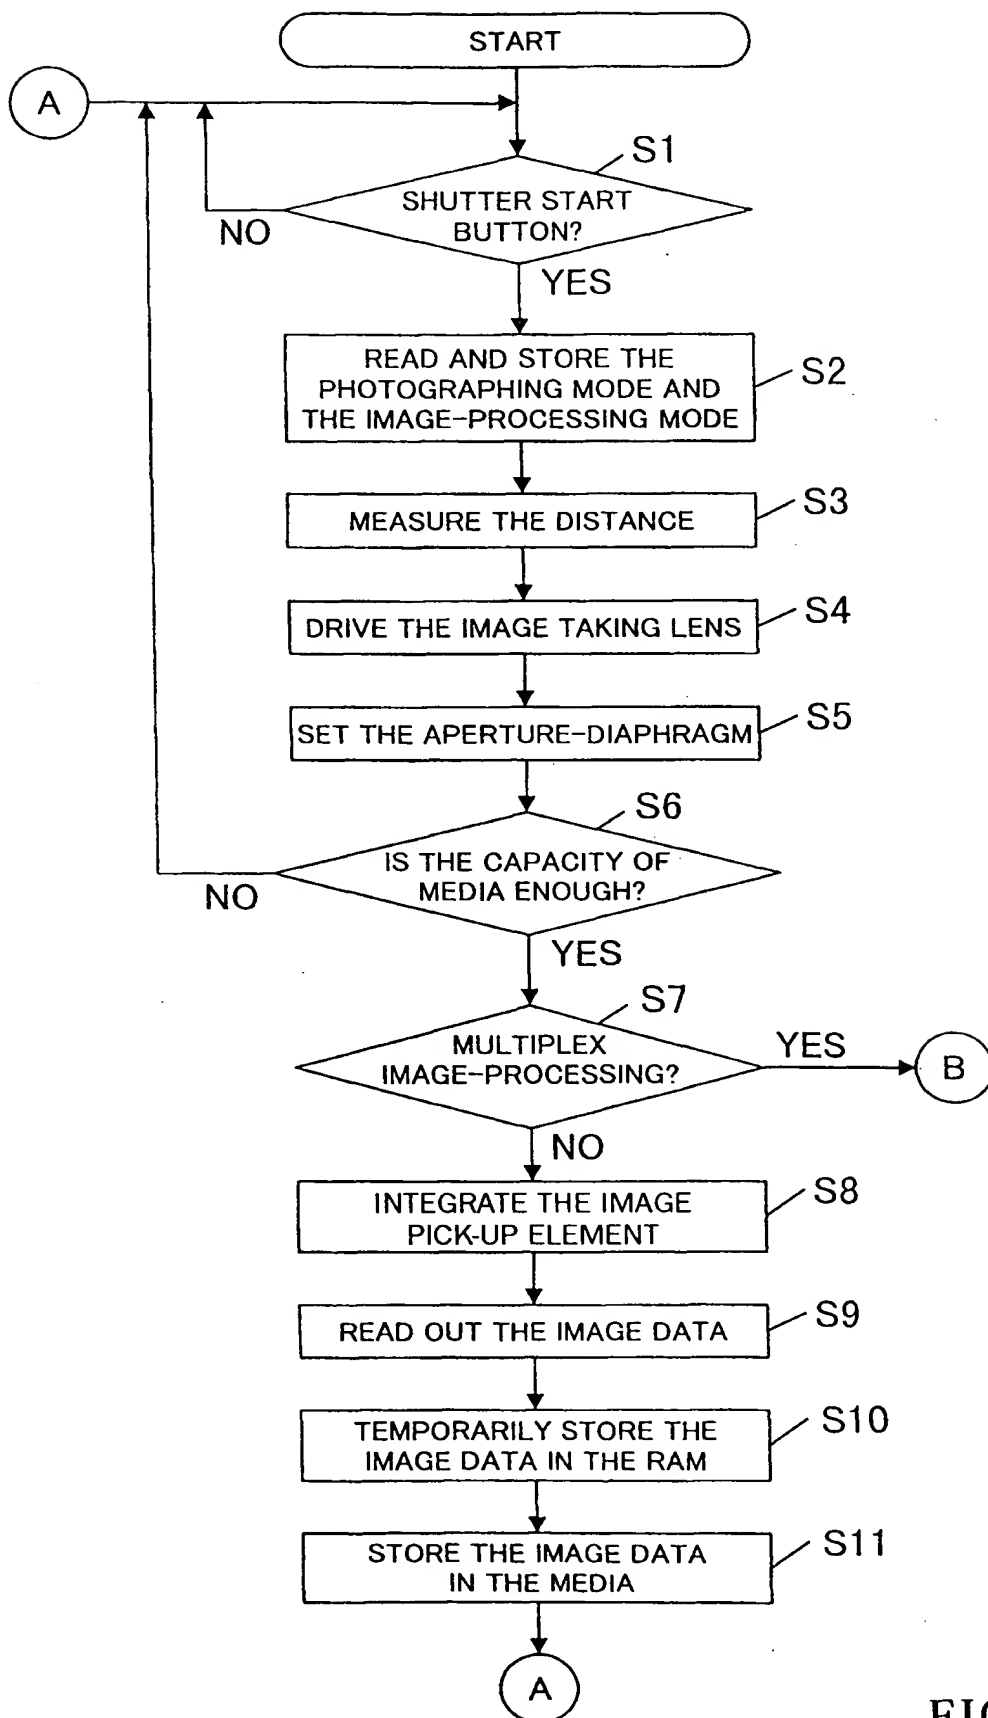 START
A
S1
SHUTTER START
BUTTON?
NO
YES
READ AND STORE THE
PHOTOGRAPHING MODE AND
THE IMAGE-PROCESSING MODE
S2
MEASURE THE DISTANCE
S3
DRIVE THE IMAGE TAKING LENS
S4
SET THE APERTURE-DIAPHRAGM
S5
S6
IS THE CAPACITY OF
MEDIA ENOUGH?
NO
YES
S7
MULTIPLEX
IMAGE-PROCESSING?
YES
B
NO
INTEGRATE THE IMAGE
PICK-UP ELEMENT
S8
READ OUT THE IMAGE DATA
S9
TEMPORARILY STORE THE
IMAGE DATA IN THE RAM
S10
STORE THE IMAGE DATA
IN THE MEDIA
S11
A